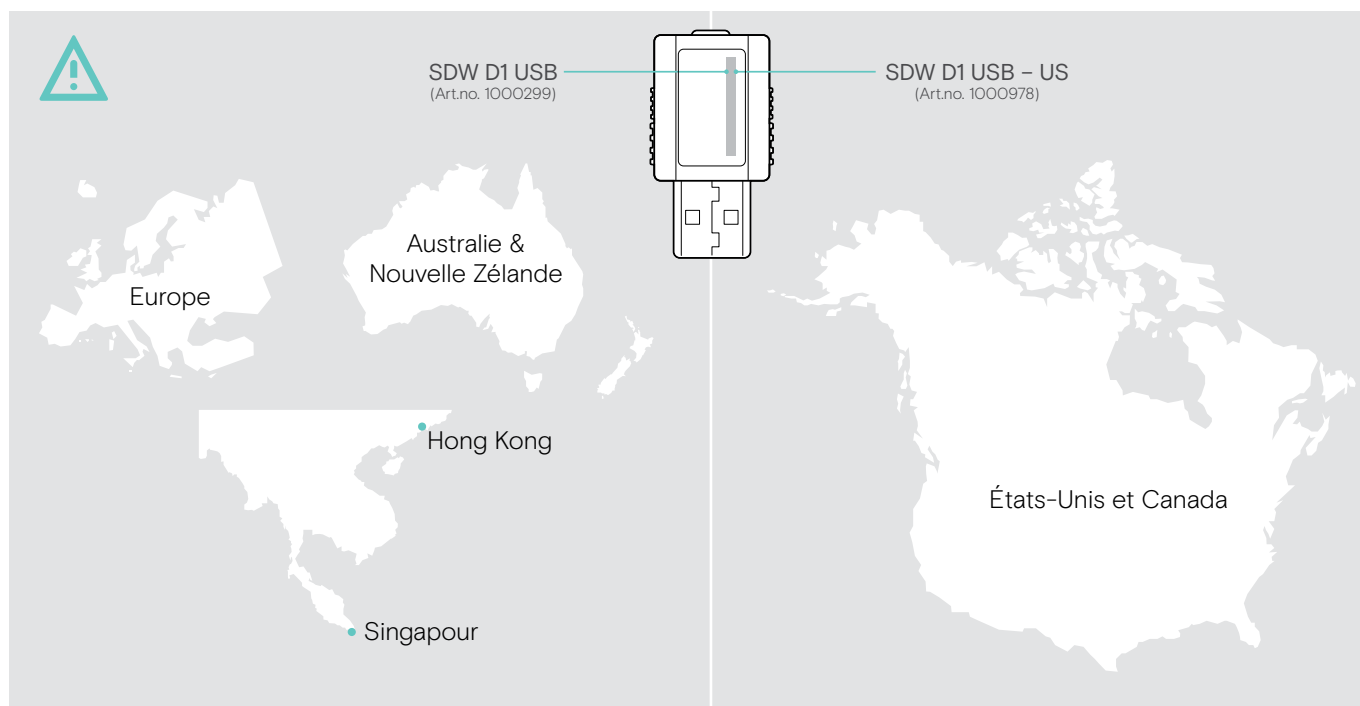 SDW D1 USB
(Art.no. 1000299)
SDW D1 USB – US
(Art.no. 1000978)
Australie &
Nouvelle Zélande
Europe
Hong Kong
Singapour
États-Unis et Canada